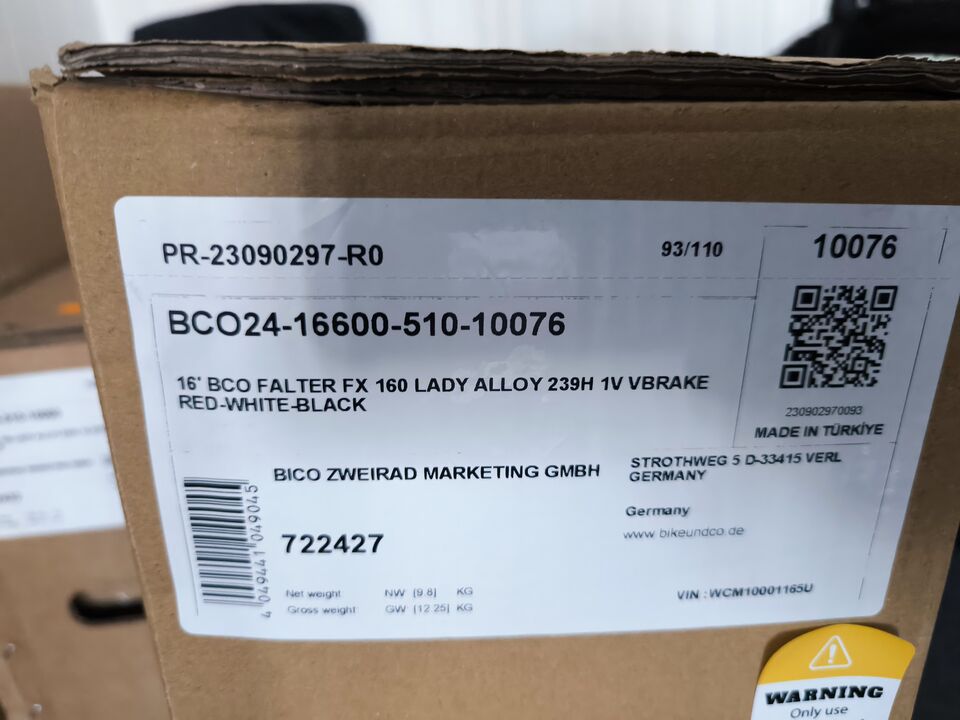 PR-23090297-R0
93/110
10076
BCO24-16600-510-10076
16' BCO FALTER FX 160 LADY ALLOY 239H 1V VBRAKE
RED-WHITE-BLACK
230902970093
MADE IN TÜRKİYE
BICO ZWEIRAD MARKETING GMBH
STROTHWEG 5 D-33415 VERL
GERMANY
Germany
www.bikeundco.de
4 049441 049045
722427
Net weight NW [9.8] KG
Gross weight GW [12.25] KG
VIN : WCM10001165U
WARNING
Only use